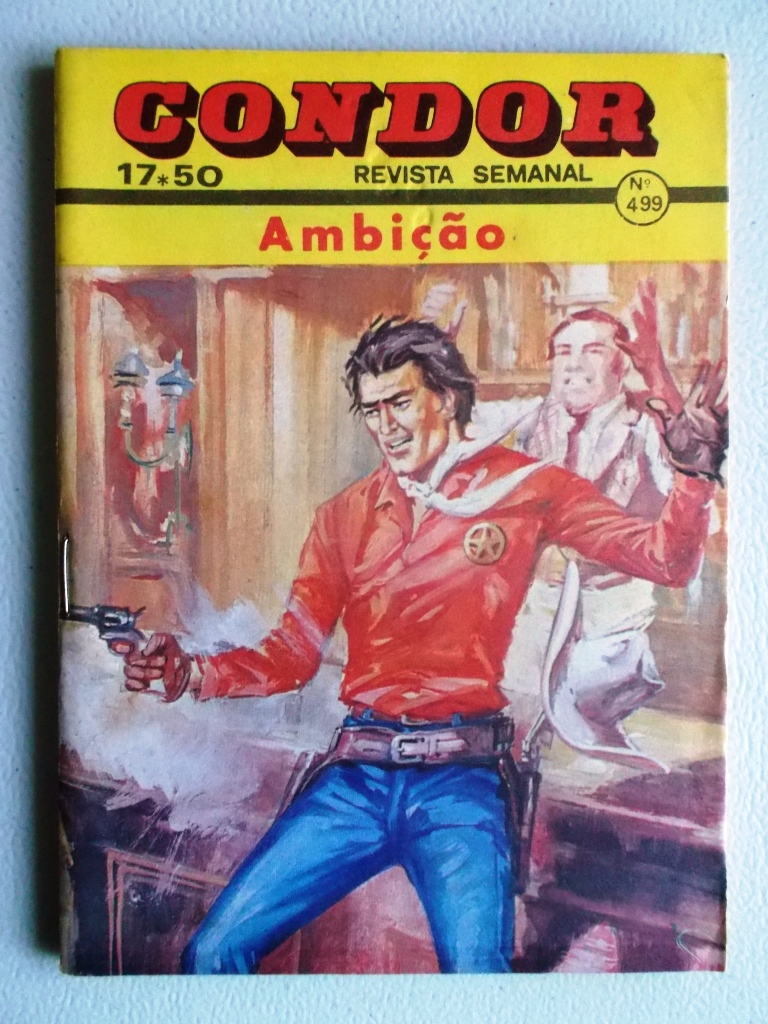 CONDOR
17*50 REVISTA SEMANAL
Nº
499
Ambição